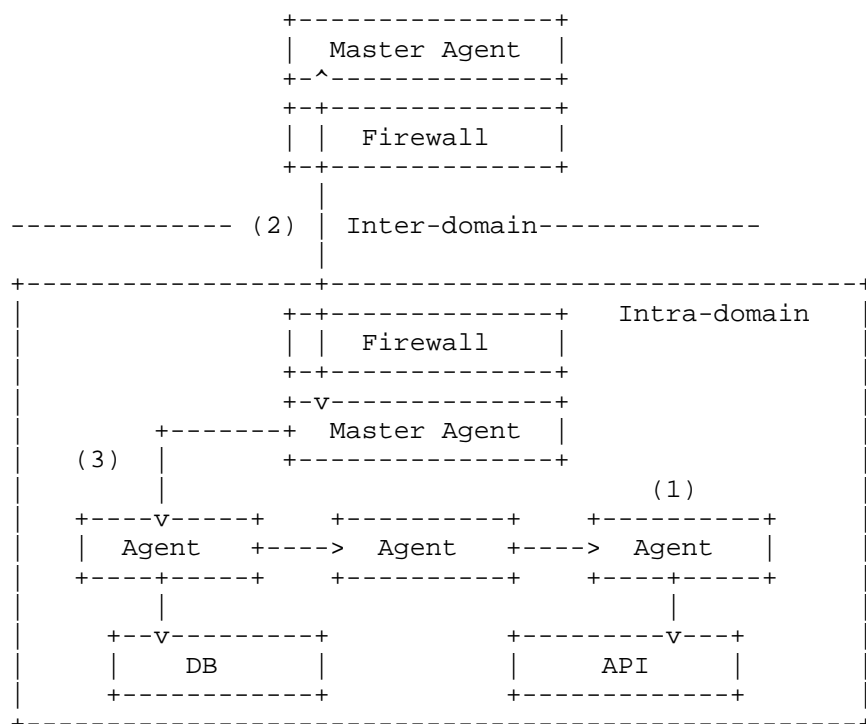 Master Agent
Firewall
(2) Inter-domain
Intra-domain
Firewall
Master Agent
(3)
(1)
Agent Agent Agent
DB API